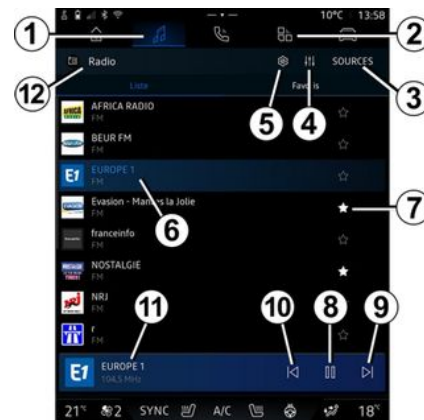 10°C 13:58
1
2
Radio
SOURCES
12
5
4
3
Liste
Favoris
AFRICA RADIO
FM
BEUR FM
FM
E1
EUROPE 1
FM
6
Evasion - Mantes la Jolie
FM
7
franceinfo
FM
NOSTALGIE
FM
NRJ
FM
r
FM
11
10
8
9
E1
EUROPE 1
104,5 MHz
21°C 2 SYNC A/C 18°C